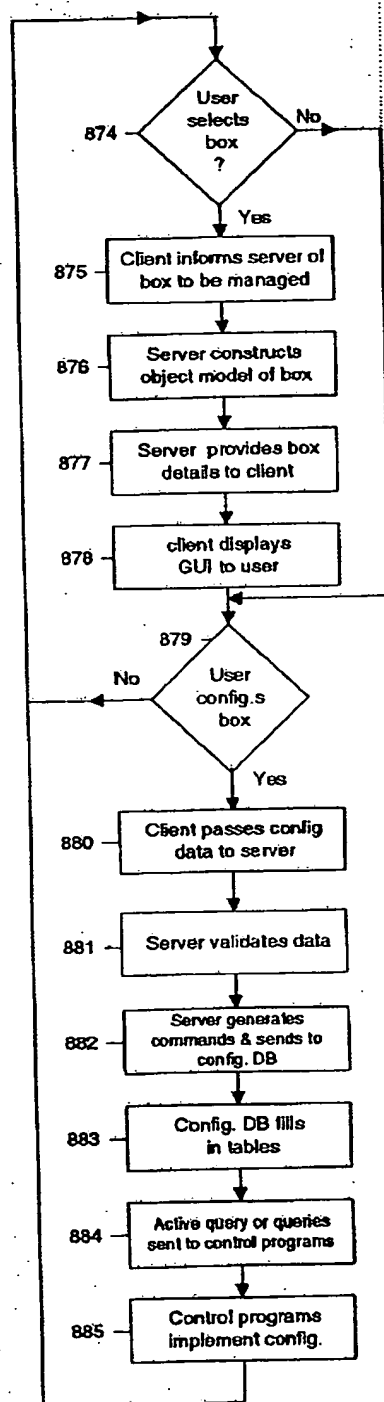 User
selects
box
?
874
No
Yes
875
Client informs server of
box to be managed
876
Server constructs
object model of box
877
Server provides box
details to client
878
client displays
GUI to user
879
No
User
config.s
box
Yes
880
Client passes config
data to server
881
Server validates data
882
Server generates
commands & sends to
config. DB
883
Config. DB fills
in tables
884
Active query or queries
sent to control programs
885
Control programs
implement config.